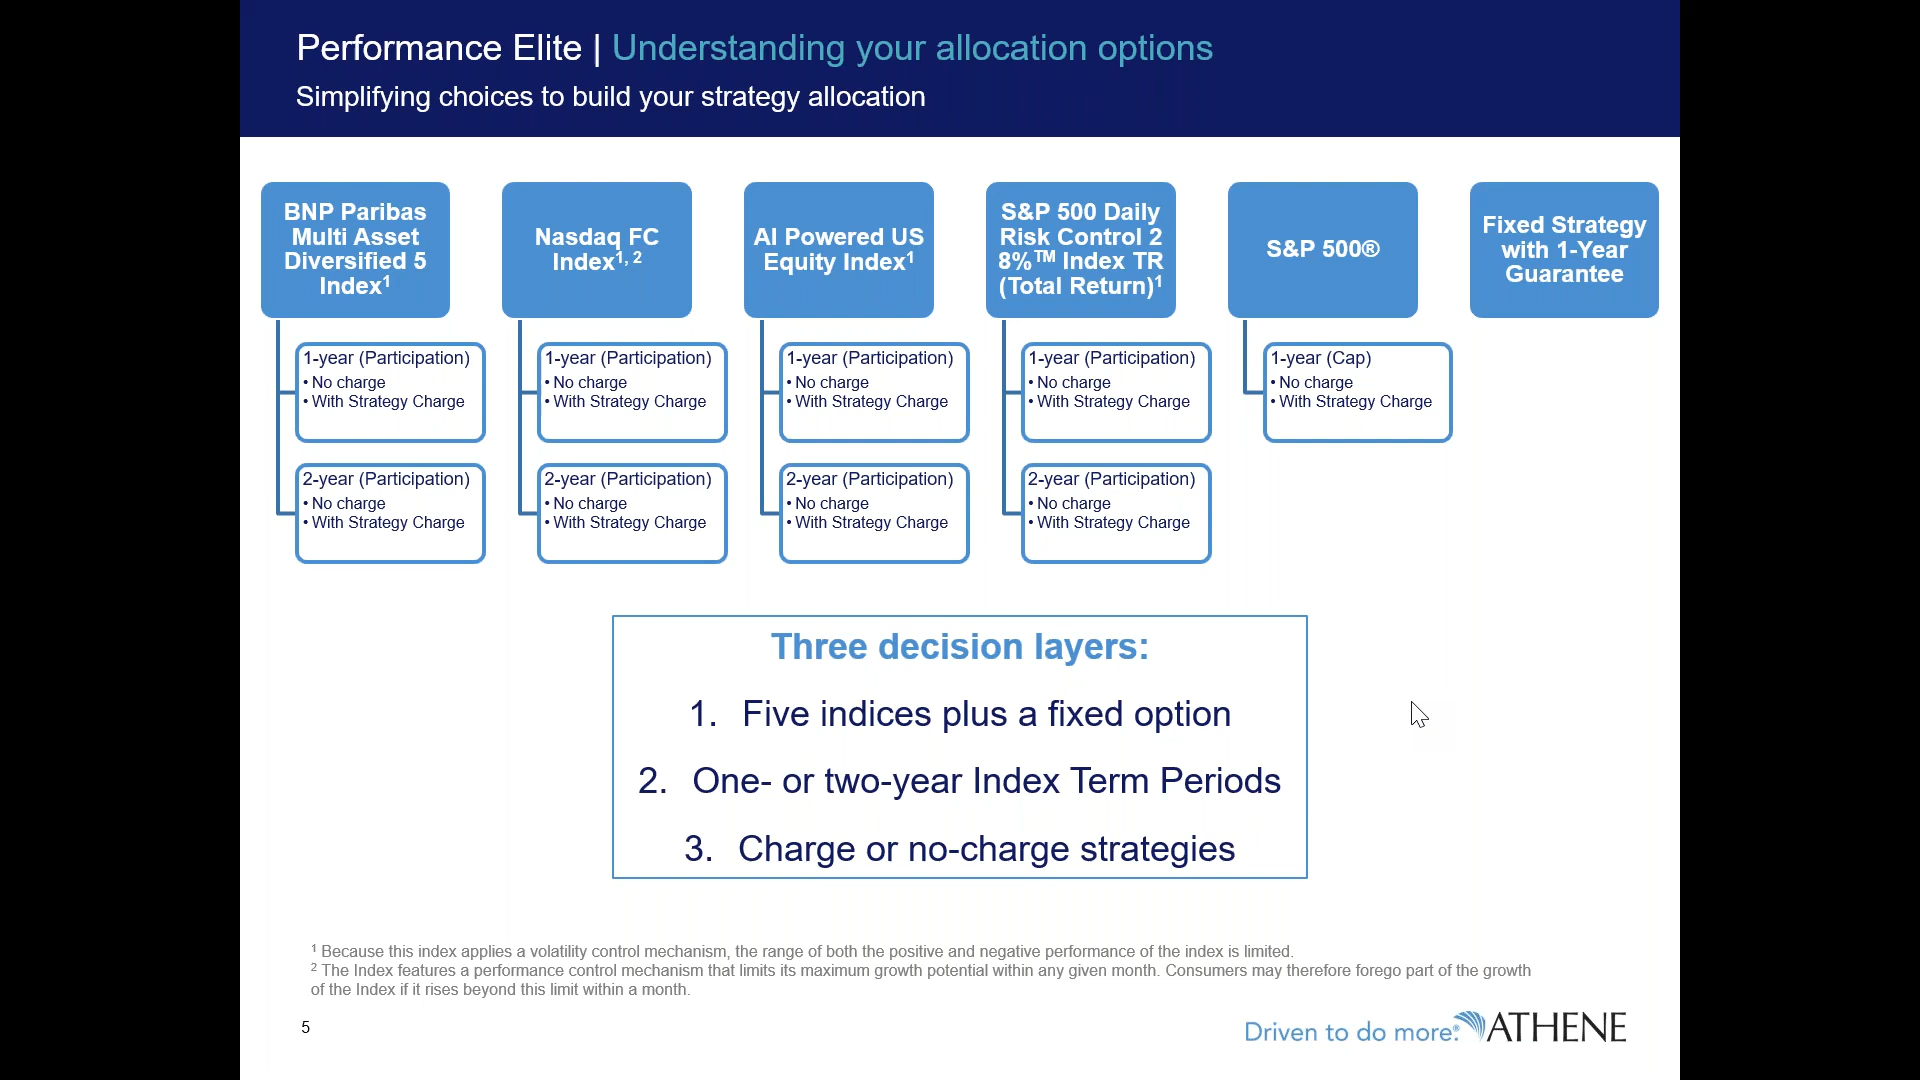 Performance Elite | Understanding your allocation options
Simplifying choices to build your strategy allocation
BNP Paribas
Multi Asset
Diversified 5
Index¹
1-year (Participation)
• No charge
• With Strategy Charge
2-year (Participation)
• No charge
• With Strategy Charge
Nasdaq FC
Index¹, ²
1-year (Participation)
• No charge
• With Strategy Charge
2-year (Participation)
• No charge
• With Strategy Charge
AI Powered US
Equity Index¹
1-year (Participation)
• No charge
• With Strategy Charge
2-year (Participation)
• No charge
• With Strategy Charge
S&P 500 Daily
Risk Control 2
8%™ Index TR
(Total Return)¹
1-year (Participation)
• No charge
• With Strategy Charge
2-year (Participation)
• No charge
• With Strategy Charge
S&P 500®
1-year (Cap)
• No charge
• With Strategy Charge
Fixed Strategy
with 1-Year
Guarantee
Three decision layers:
1. Five indices plus a fixed option
2. One- or two-year Index Term Periods
3. Charge or no-charge strategies
¹ Because this index applies a volatility control mechanism, the range of both the positive and negative performance of the index is limited.
² The Index features a performance control mechanism that limits its maximum growth potential within any given month. Consumers may therefore forego part of the growth
of the Index if it rises beyond this limit within a month.
5
Driven to do more.® ATHENE